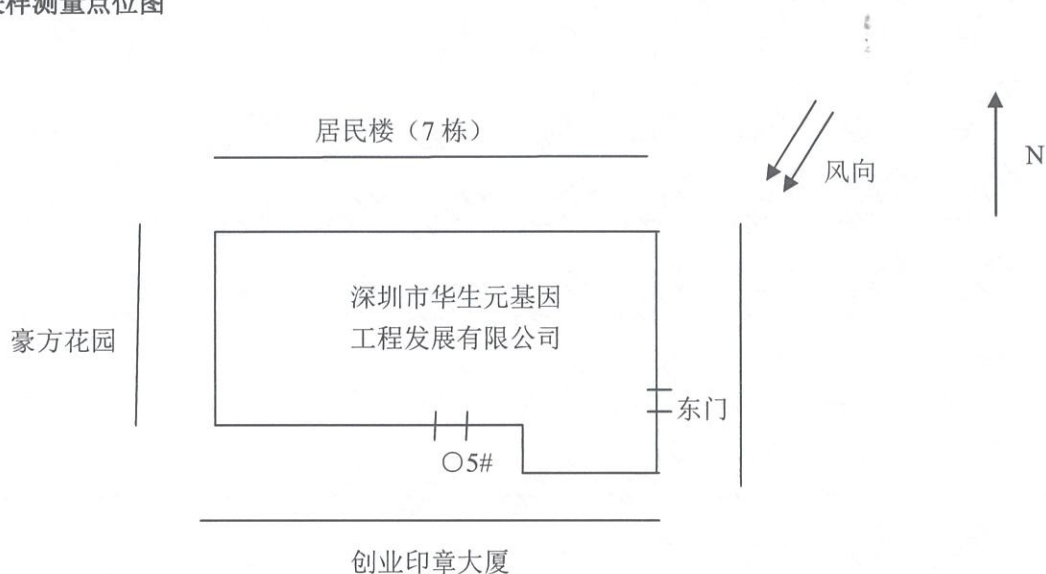 样测量点位图
居民楼（7 栋）
风向
N
深圳市华生元基因
工程发展有限公司
豪方花园
东门
○5#
创业印章大厦